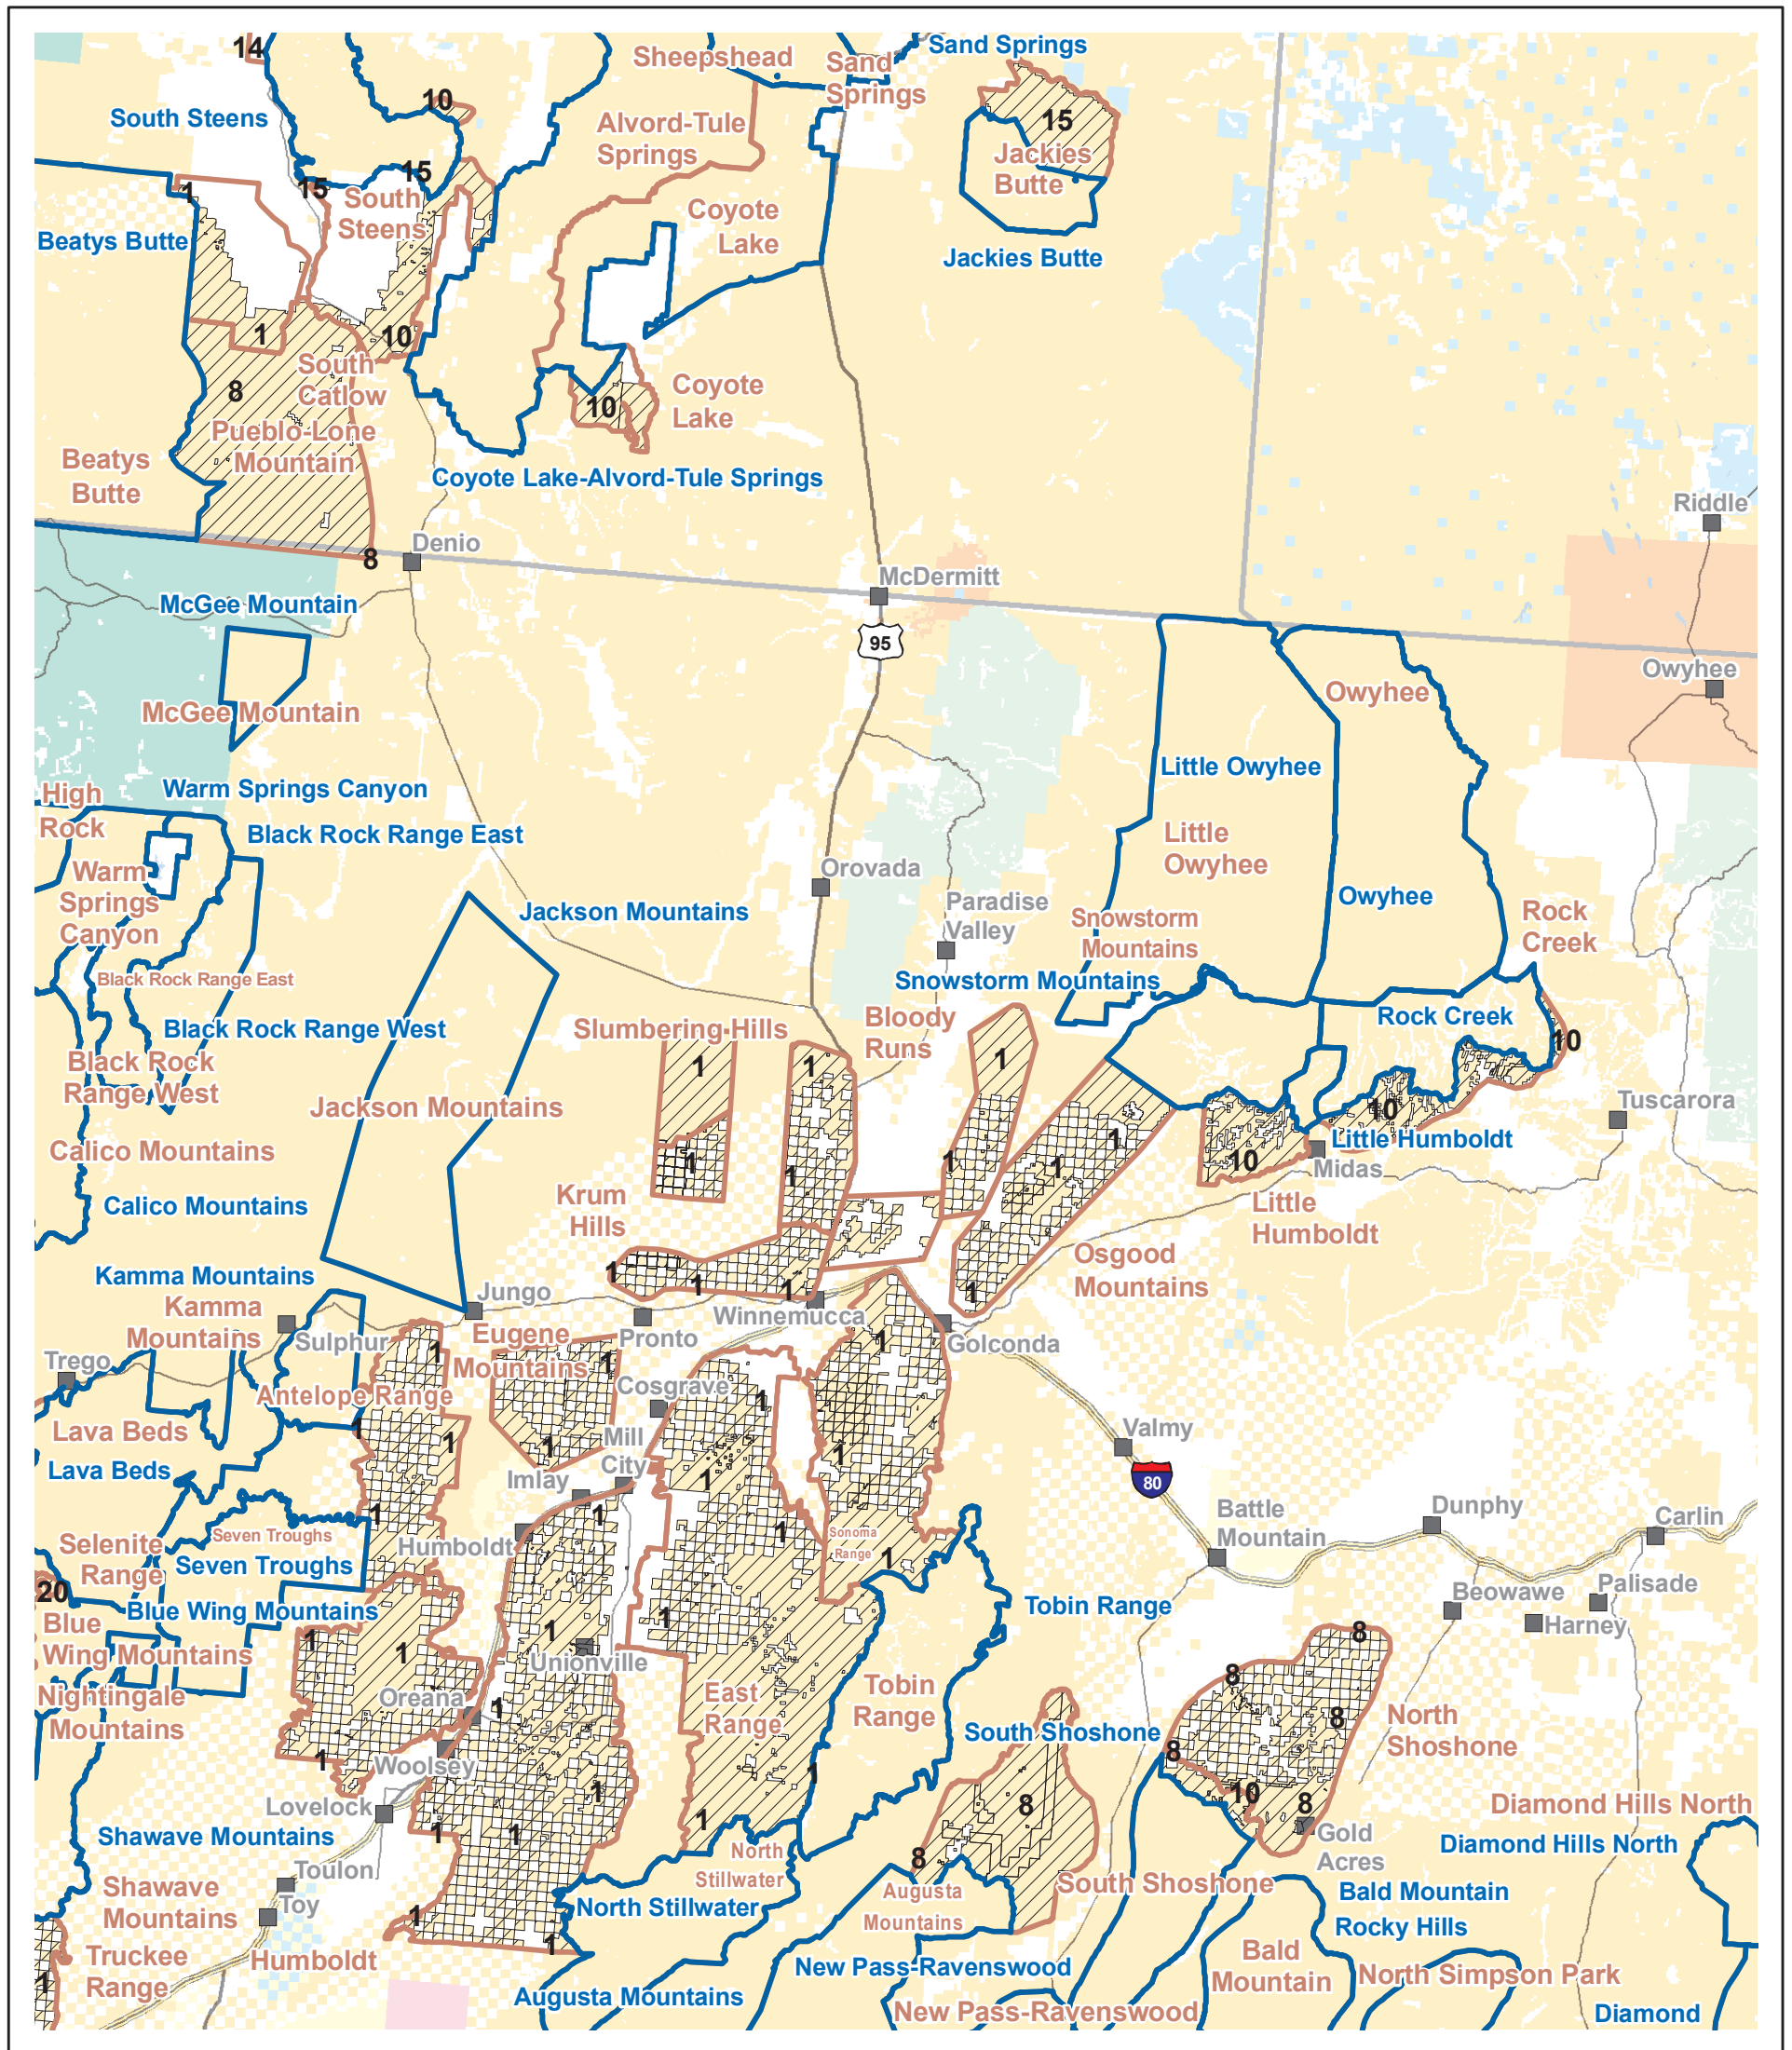 14
Sheepshead
Sand
Springs
Sand Springs
10
South Steens
Alvord-Tule
Springs
15
Jackies
Butte
15
15
1
South
Steens
Coyote
Lake
Beatys Butte
Jackies Butte
1
10
South
Catlow
8
Coyote
Lake
10
Pueblo-Lone
Mountain
Beatys
Butte
Coyote Lake-Alvord-Tule Springs
Riddle
Denio
8
McDermitt
McGee Mountain
95
Owyhee
Owyhee
McGee Mountain
Little Owyhee
High
Rock
Warm Springs Canyon
Black Rock Range East
Little
Owyhee
Warm
Springs
Canyon
Orovada
Paradise
Valley
Owyhee
Jackson Mountains
Snowstorm
Mountains
Rock
Creek
Black Rock Range East
Snowstorm Mountains
Black Rock Range West
Slumbering Hills
Bloody
Runs
Rock Creek
10
Black Rock
Range West
1
1
1
Jackson Mountains
10
Tuscarora
Calico Mountains
1
1
1
1
1
10
Little Humboldt
Midas
Calico Mountains
Krum
Hills
Little
Humboldt
Osgood
Mountains
Kamma Mountains
1
1
1
1
Kamma
Mountains
Jungo
Winnemucca
Sulphur
Eugene
Mountains
Pronto
1
Golconda
Trego
1
1
Antelope Range
Cosgrave
1
Lava Beds
1
1
1
Mill
City
1
Valmy
Lava Beds
Imlay
1
80
1
1
Battle
Mountain
Dunphy
Carlin
Selenite
Range
Seven Troughs
Humboldt
1
Sonoma
Range
1
Seven Troughs
20
Blue Wing Mountains
Tobin Range
Beowawe
Palisade
Harney
Blue
Wing Mountains
1
1
1
1
Unionville
8
8
Nightingale
Mountains
Oreana
1
East
Range
Tobin
Range
8
North
Shoshone
South Shoshone
1
Woolsey
8
1
1
10
8
8
Lovelock
1
1
1
Diamond Hills North
Shawave Mountains
Gold
Acres
Diamond Hills North
North
Stillwater
8
Toulon
Toy
Shawave
Mountains
Augusta
Mountains
South Shoshone
Bald Mountain
North Stillwater
1
Rocky Hills
1
Truckee
Range
Humboldt
Bald
Mountain
New Pass-Ravenswood
North Simpson Park
1
Augusta Mountains
New Pass-Ravenswood
Diamond